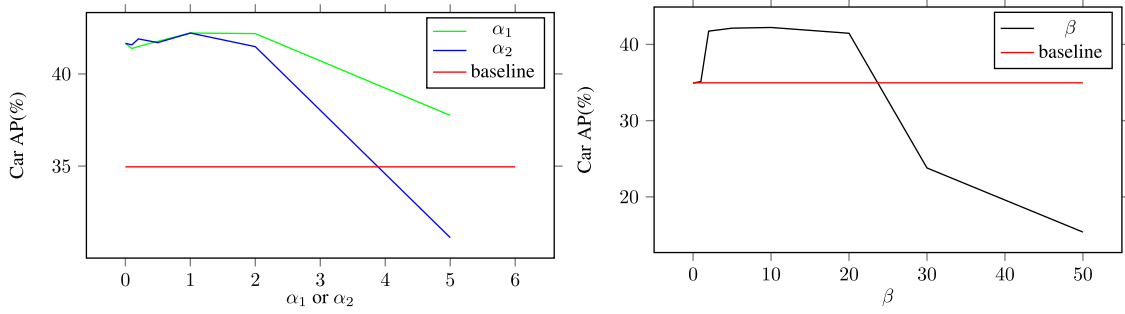 α₁
α₂
baseline
40
35
Car AP(%)
0 1 2 3 4 5 6
α₁ or α₂
β
baseline
40
30
20
Car AP(%)
0 10 20 30 40 50
β